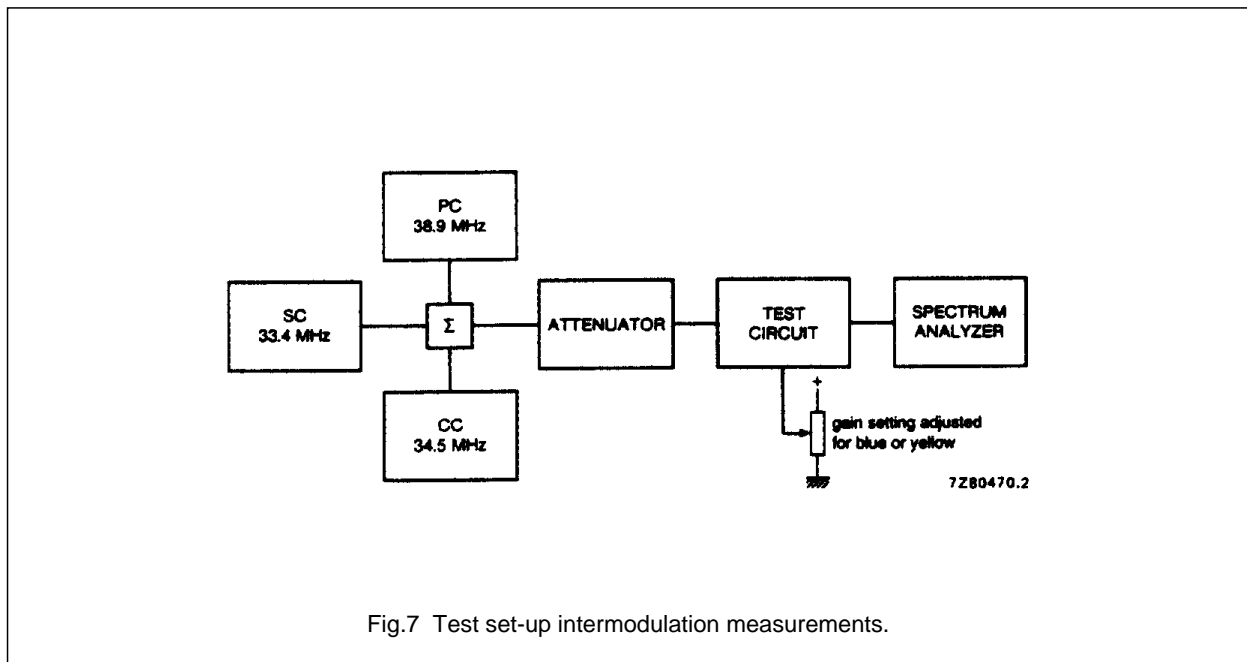 PC
38.9 MHz
SC
33.4 MHz
Σ
ATTENUATOR
TEST
CIRCUIT
SPECTRUM
ANALYZER
CC
34.5 MHz
+
gain setting adjusted
for blue or yellow
7Z80470.2
Fig.7 Test set-up intermodulation measurements.